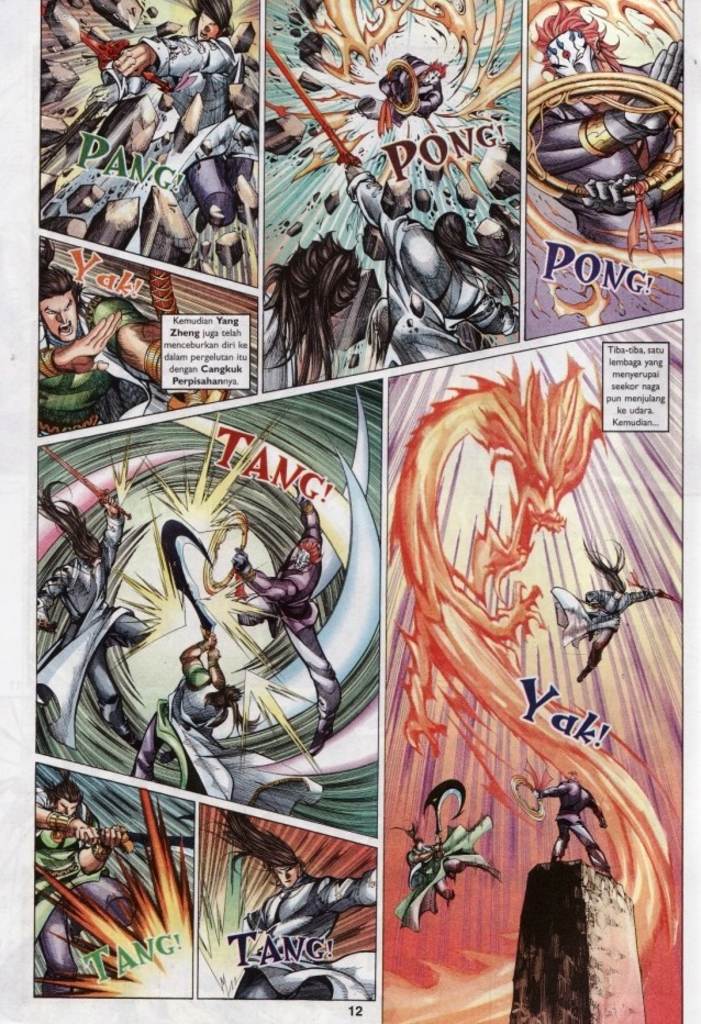 PANG!
PONG!
PONG!
Yak!
Kemudian Yang
Zheng juga telah
menceburkan diri ke
dalam pergelutan itu
dengan Cangkuk
Perpisahannya.
TANG!
Tiba-tiba, satu
lembaga yang
menyerupai
seekor naga
pun menjulang
ke udara.
Kemudian...
Yak!
TANG!
TANG!
12